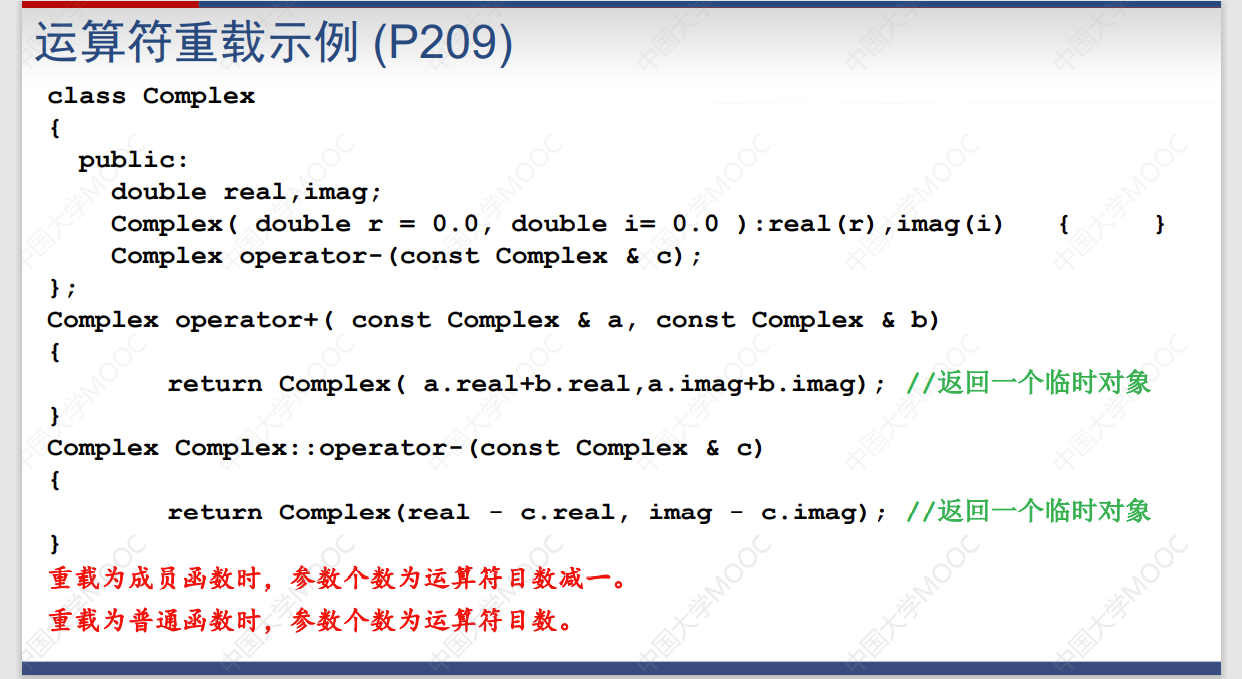 运算符重载示例 (P209)
class Complex
{
public:
double real,imag;
Complex( double r = 0.0, double i= 0.0 ):real(r),imag(i) { }
Complex operator-(const Complex & c);
};
Complex operator+( const Complex & a, const Complex & b)
{
return Complex( a.real+b.real,a.imag+b.imag); //返回一个临时对象
}
Complex Complex::operator-(const Complex & c)
{
return Complex(real - c.real, imag - c.imag); //返回一个临时对象
}
重载为成员函数时，参数个数为运算符目数减一。
重载为普通函数时，参数个数为运算符目数。
中国大学MOOC